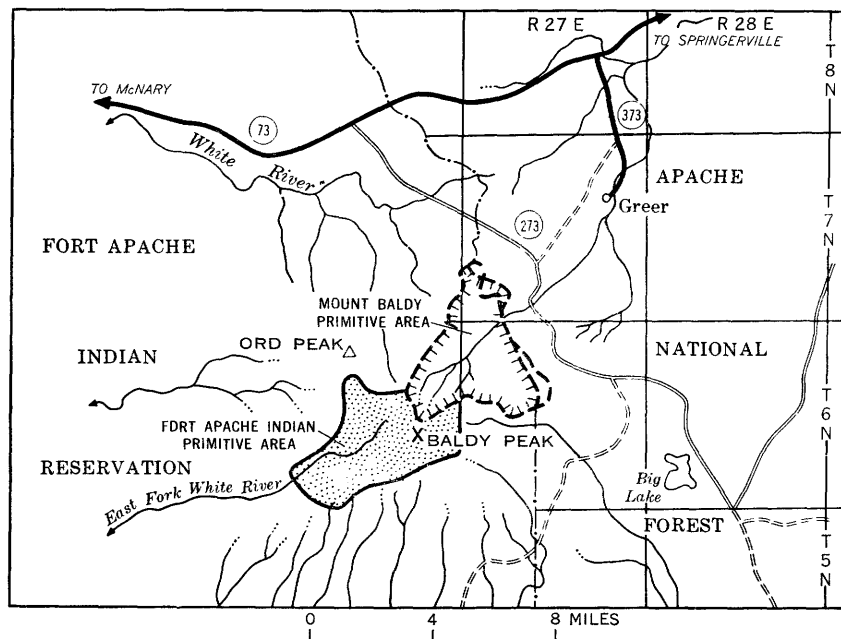 R 27 E
R 28 E
TO SPRINGERVILLE
T 8 N
TO McNARY
73
373
White River
APACHE
Greer
T 7 N
273
FORT APACHE
MOUNT BALDY
PRIMITIVE AREA
ORD PEAK
INDIAN
NATIONAL
T 6 N
FORT APACHE INDIAN
PRIMITIVE AREA
BALDY PEAK
RESERVATION
Big
Lake
East Fork White River
FOREST
T 5 N
0 4 8 MILES